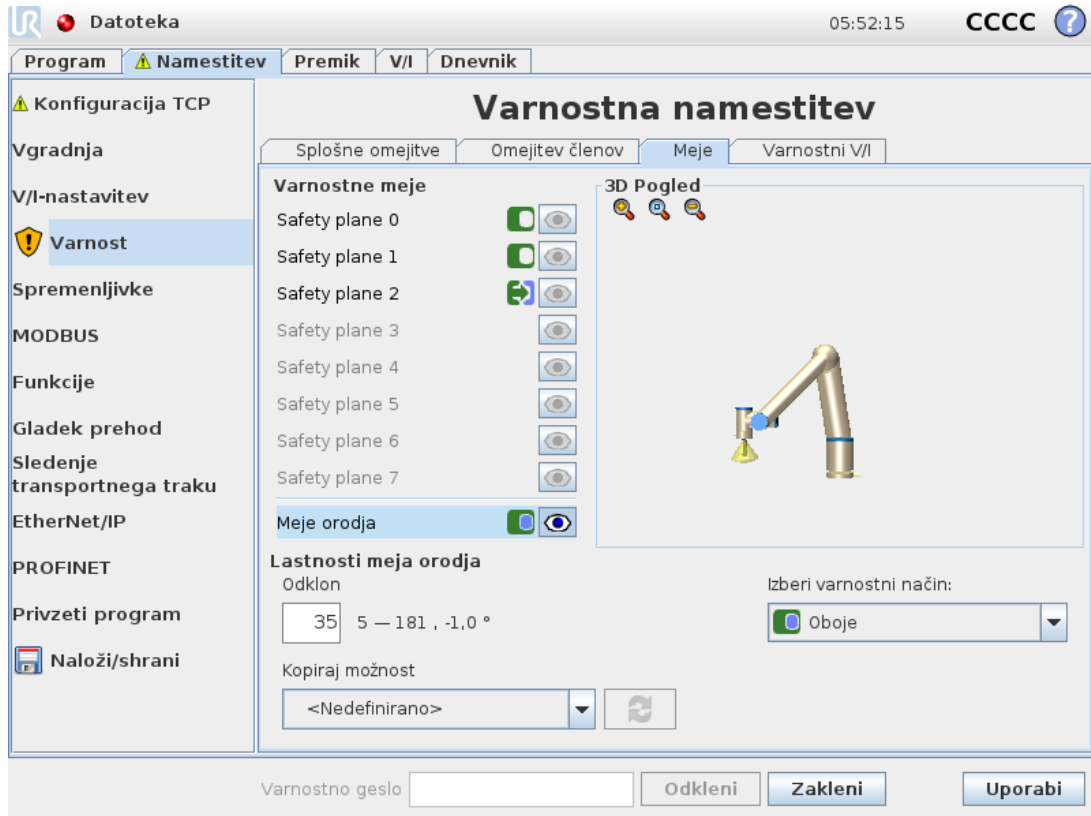 UR Datoteka 05:52:15 CCCC ?
Program Namestitev Premik V/I Dnevnik
Konfiguracija TCP
Vgradnja
V/I-nastavitev
Varnost
Spremenljivke
MODBUS
Funkcije
Gladek prehod
Sledenje
transportnega traku
EtherNet/IP
PROFINET
Privzeti program
Naloži/shrani
Varnostna namestitev
Splošne omejitve Omejitev členov Meje Varnostni V/I
Varnostne meje
Safety plane 0
Safety plane 1
Safety plane 2
Safety plane 3
Safety plane 4
Safety plane 5
Safety plane 6
Safety plane 7
Meje orodja
3D Pogled
Lastnosti meja orodja
Odklon
35 5 — 181 , -1,0 °
Kopiraj možnost
<Nedefinirano>
Izberi varnostni način:
Oboje
Varnostno geslo Odkleni Zakleni Uporabi